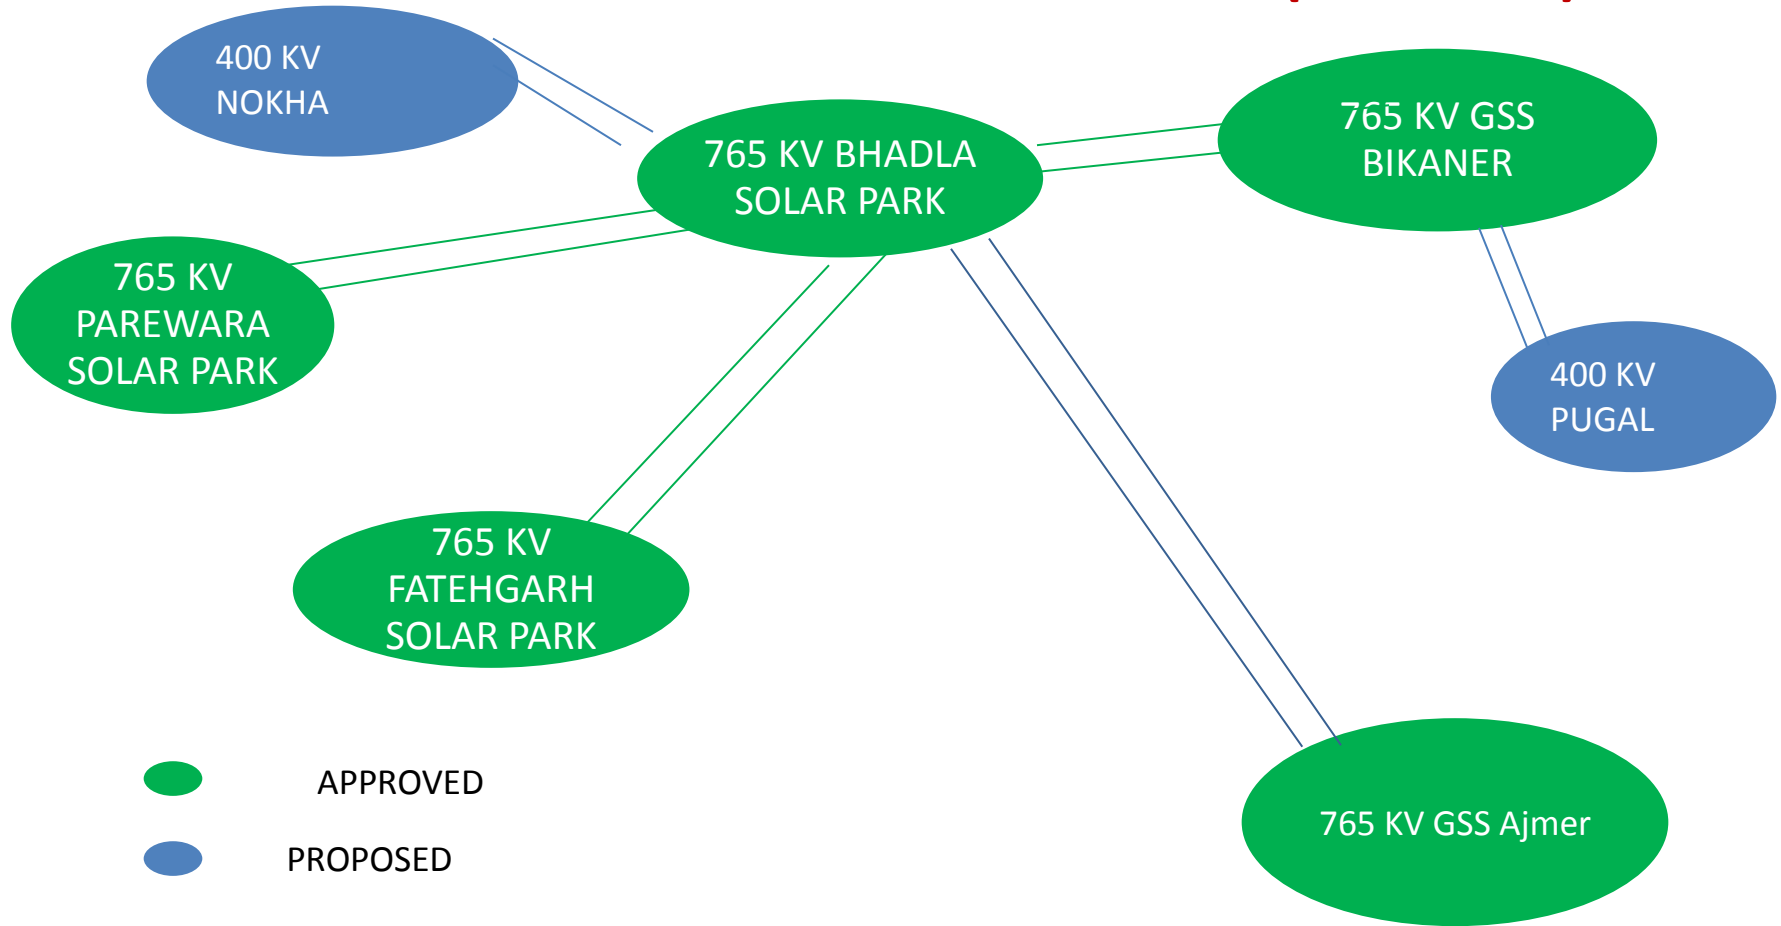 400 KV
NOKHA
765 KV BHADLA
SOLAR PARK
765 KV GSS
BIKANER
765 KV
PAREWARA
SOLAR PARK
400 KV
PUGAL
765 KV
FATEHGARH
SOLAR PARK
APPROVED
765 KV GSS Ajmer
PROPOSED